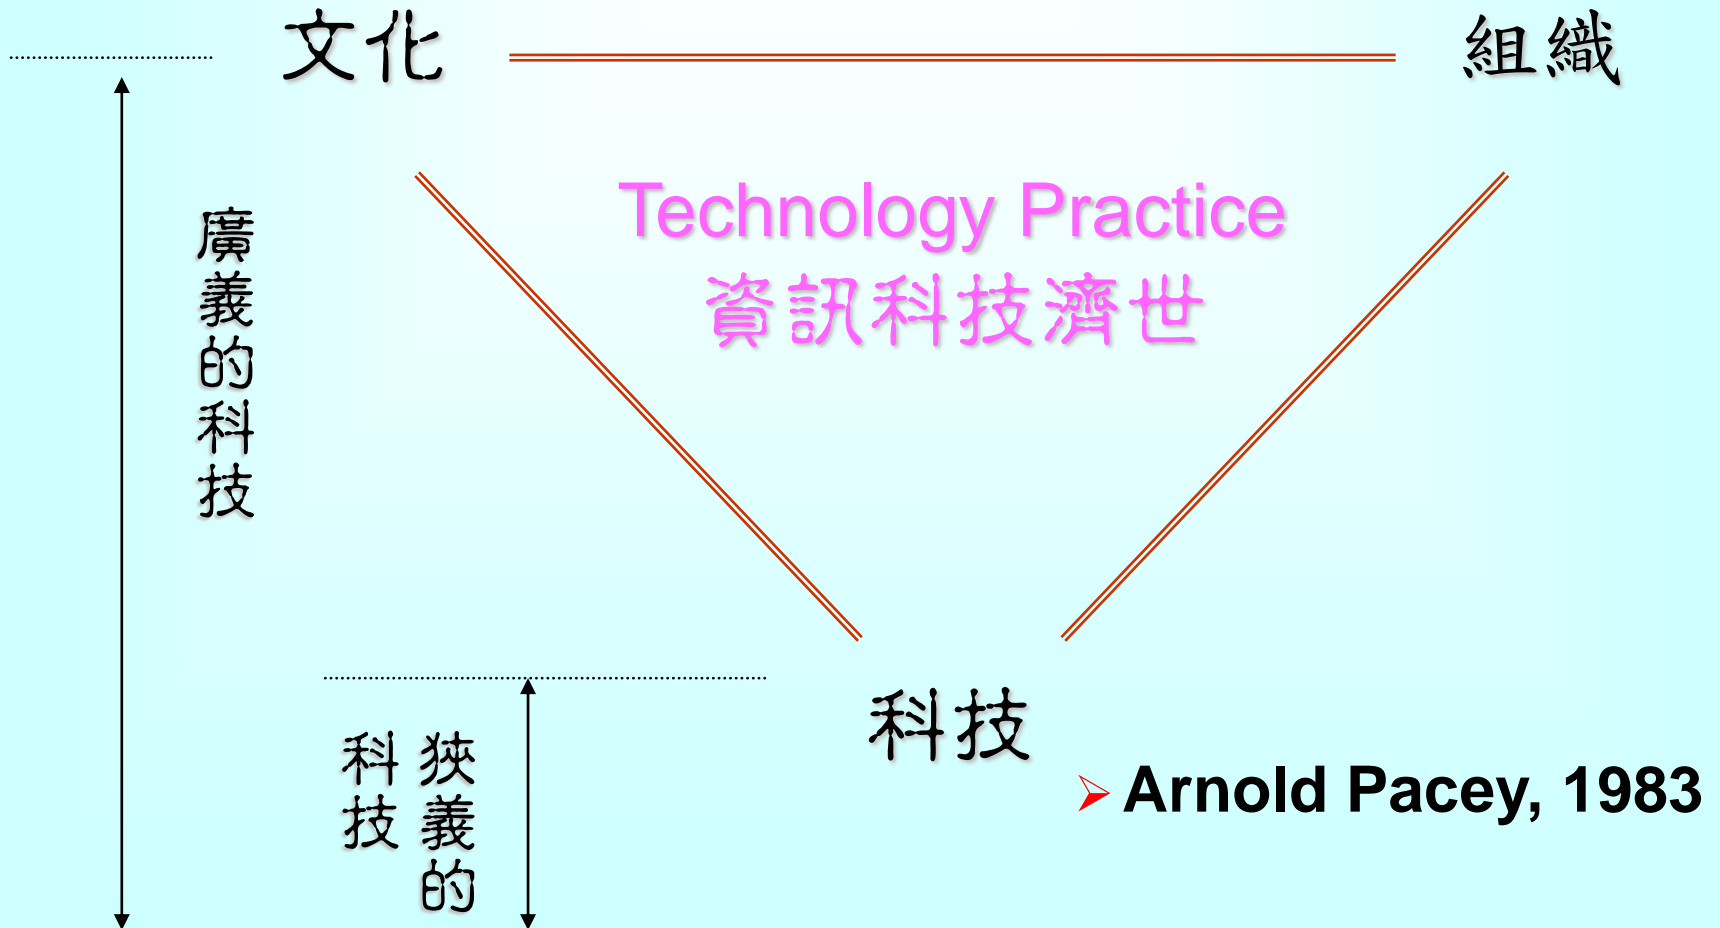 文化
組織
Technology Practice
資訊科技濟世
廣義的科技
科技
狹義的
科技
Arnold Pacey, 1983